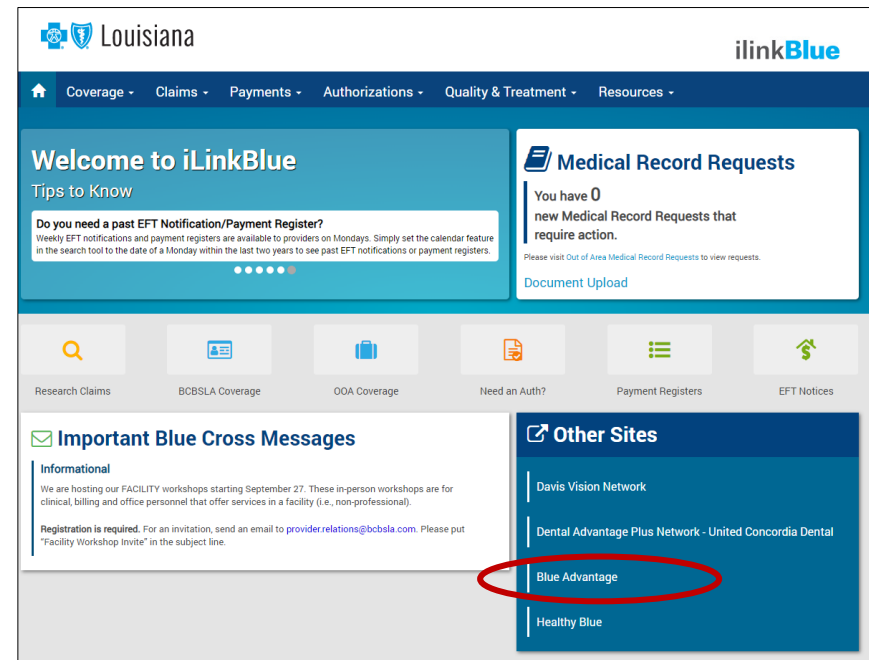 Louisiana
ilinkBlue
Coverage
Claims
Payments
Authorizations
Quality & Treatment
Resources
Welcome to iLinkBlue
Tips to Know
Do you need a past EFT Notification/Payment Register?
Weekly EFT notifications and payment registers are available to providers on Mondays. Simply set the calendar feature
in the search tool to the date of a Monday within the last two years to see past EFT notifications or payment registers.
Medical Record Requests
You have 0
new Medical Record Requests that
require action.
Please visit Out of Area Medical Record Requests to view requests.
Document Upload
Research Claims
BCBSLA Coverage
OOA Coverage
Need an Auth?
Payment Registers
EFT Notices
Important Blue Cross Messages
Informational
We are hosting our FACILITY workshops starting September 27. These in-person workshops are for
clinical, billing and office personnel that offer services in a facility (i.e., non-professional).
Registration is required. For an invitation, send an email to provider.relations@bcbsla.com. Please put
"Facility Workshop Invite" in the subject line.
Other Sites
Davis Vision Network
Dental Advantage Plus Network - United Concordia Dental
Blue Advantage
Healthy Blue